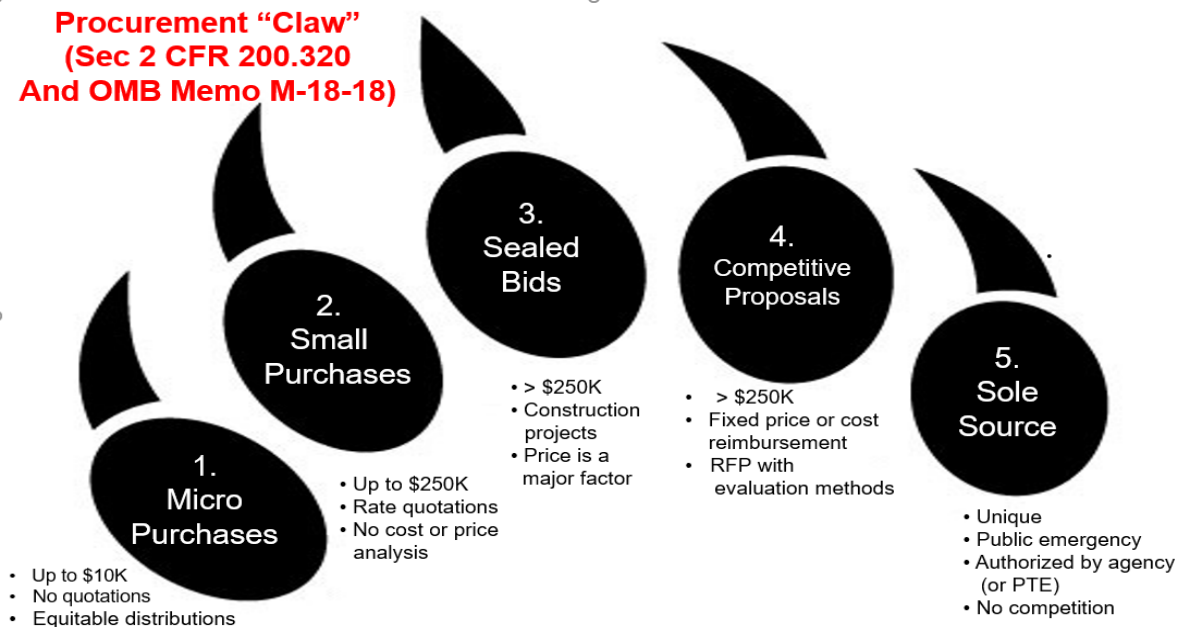 Procurement “Claw”
(Sec 2 CFR 200.320
And OMB Memo M-18-18)
1.
Micro
Purchases
• Up to $10K
• No quotations
• Equitable distributions
2.
Small
Purchases
• Up to $250K
• Rate quotations
• No cost or price
analysis
3.
Sealed
Bids
• > $250K
• Construction
projects
• Price is a
major factor
4.
Competitive
Proposals
• > $250K
• Fixed price or cost
reimbursement
• RFP with
evaluation methods
5.
Sole
Source
• Unique
• Public emergency
• Authorized by agency
(or PTE)
• No competition